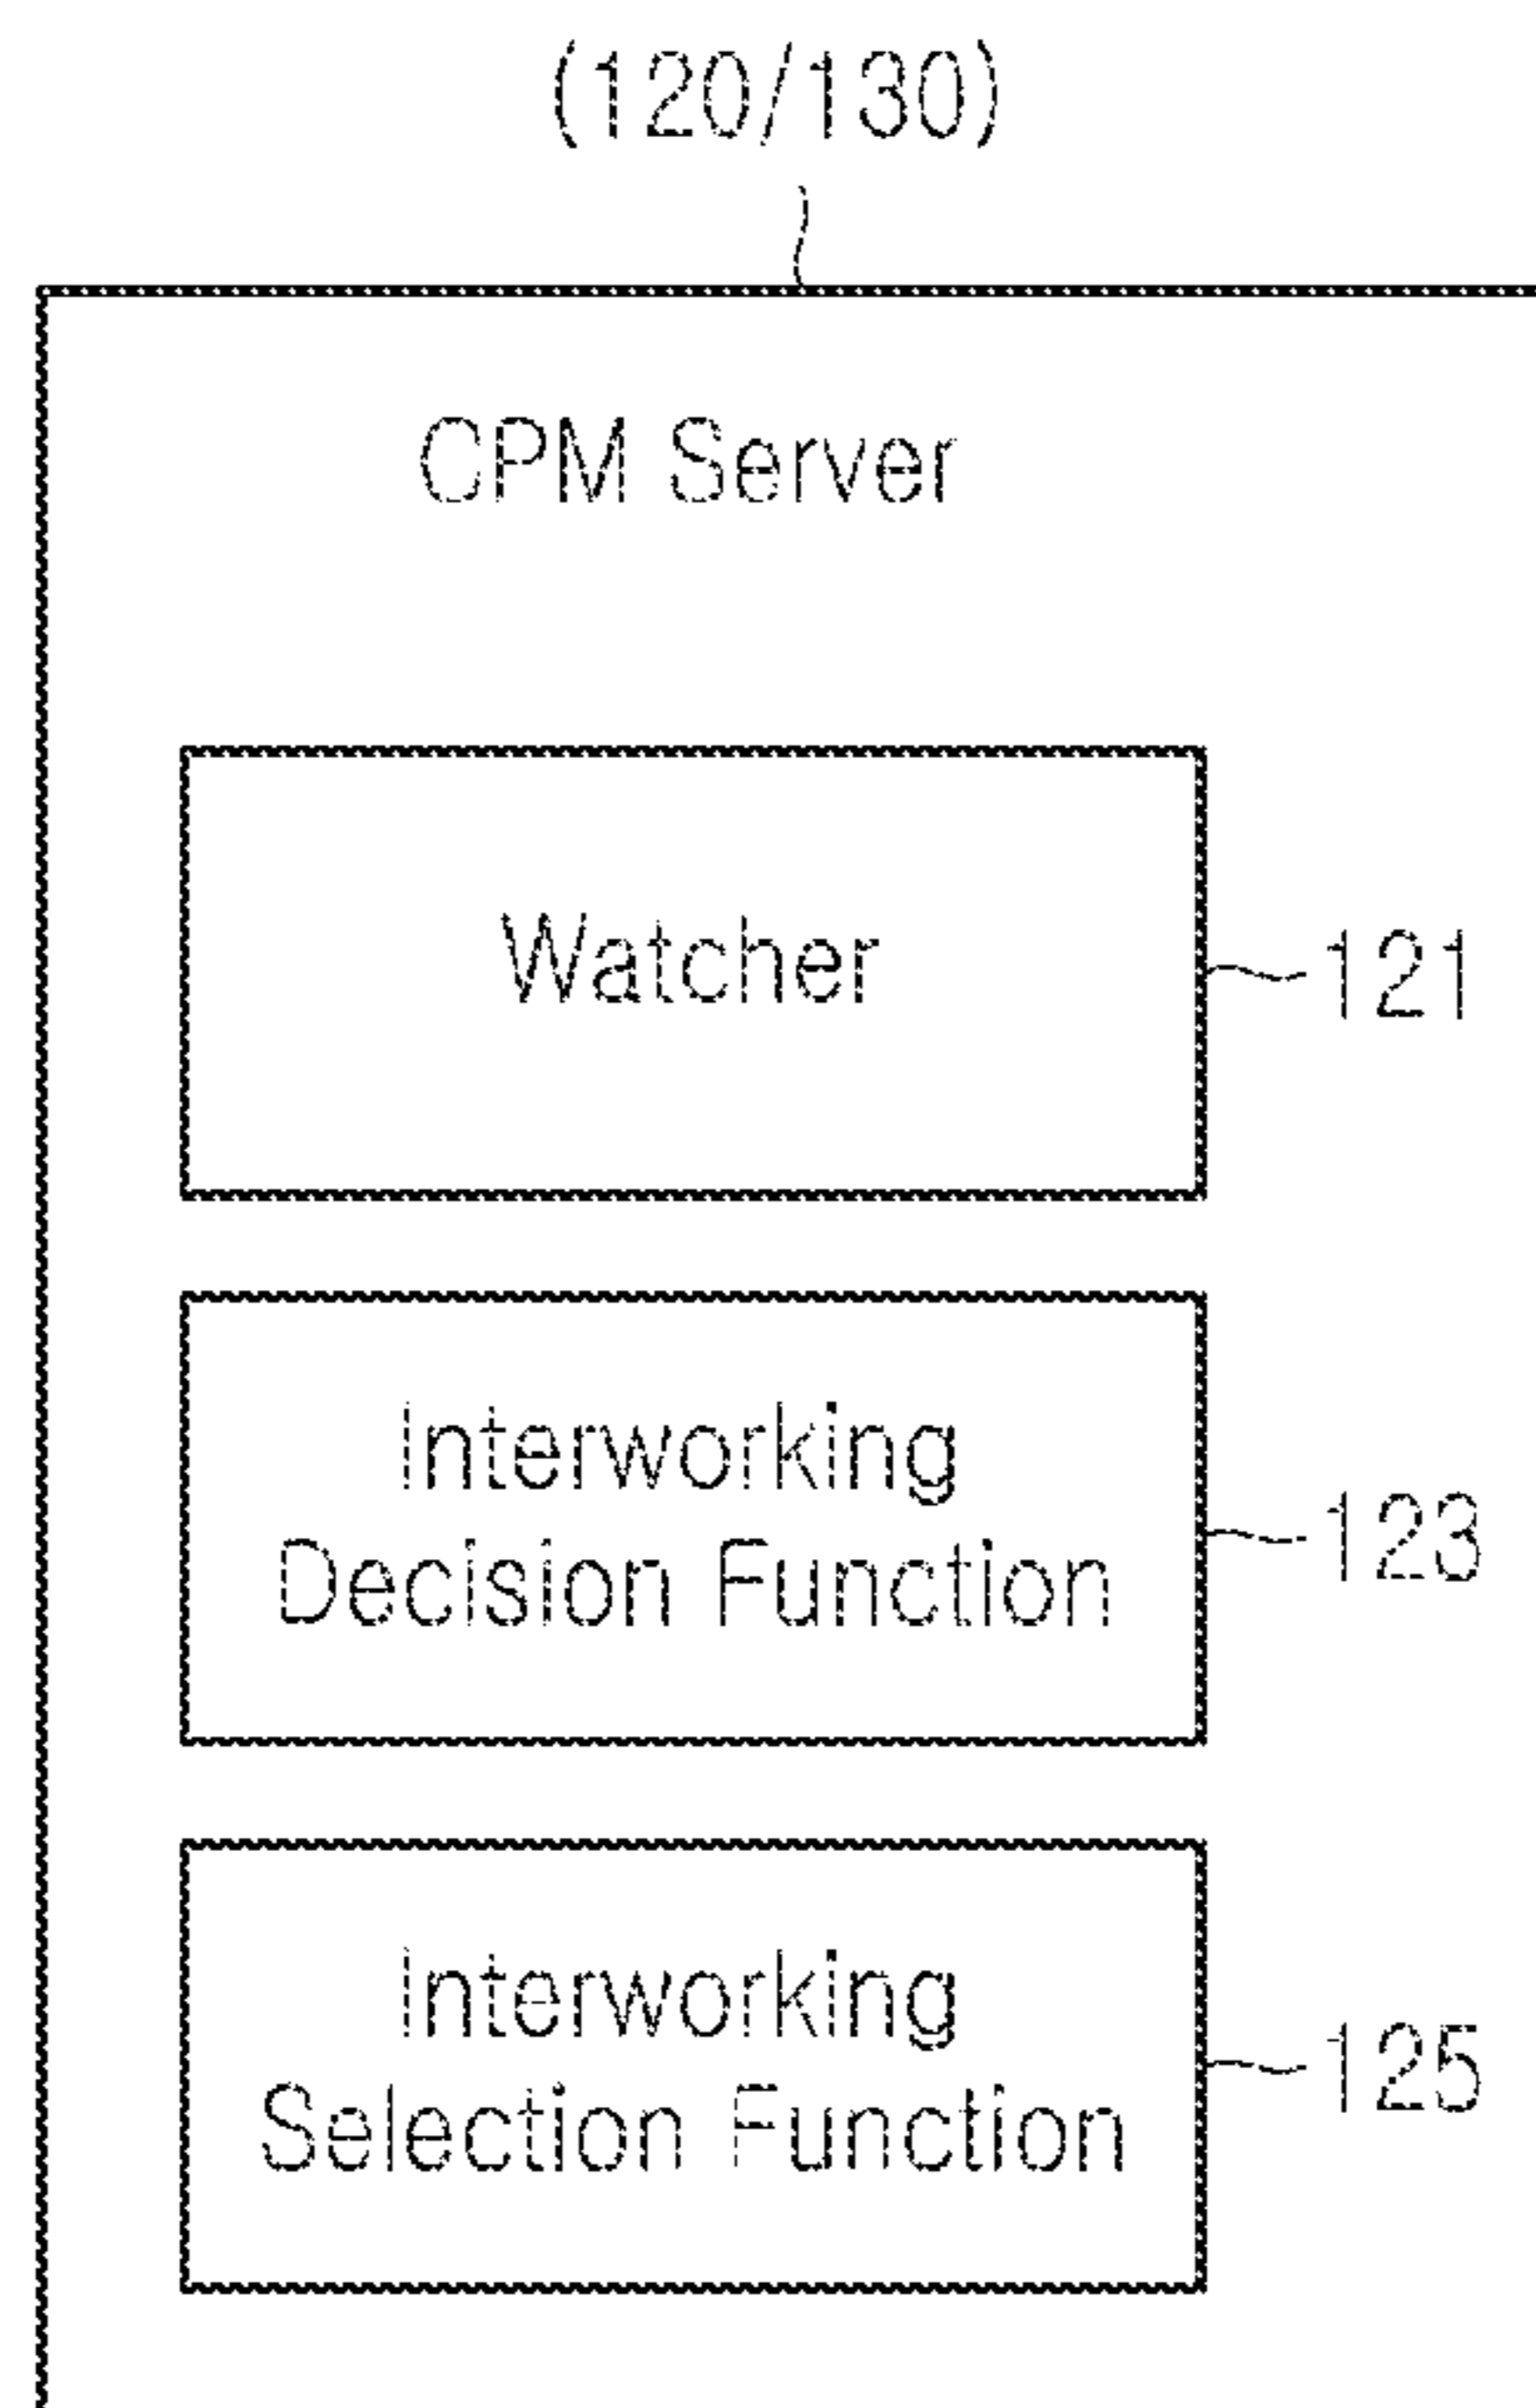 (120/130)
CPM Server
Watcher
121
Interworking
Decision Function
123
Interworking
Selection Function
125